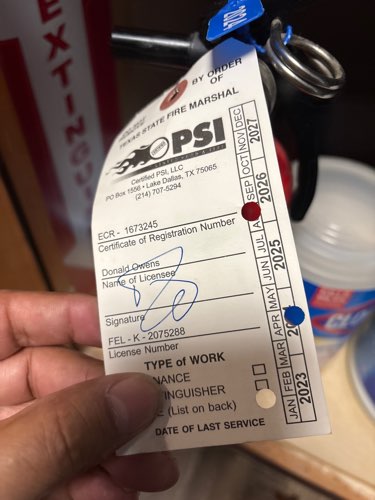 EXTING
BY ORDER
OF
TEXAS STATE FIRE MARSHAL
PSI
Certified PSI, LLC
PO Box 1556 • Lake Dallas, TX 75065
(214) 707-5294
ECR - 1673245
Certificate of Registration Number
Donald Owens
Name of Licensee
Signature
FEL - K - 2075288
License Number
TYPE of WORK
NANCE
TINGUISHER
(List on back)
DATE OF LAST SERVICE
JAN FEB MAR APR MAY JUN JUL A SEP OCT NOV DEC
2023 2025 2026 2027